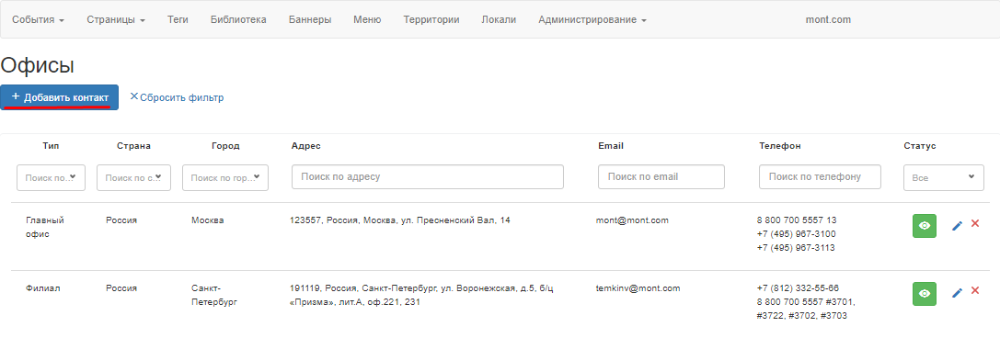 События Страницы Теги Библиотека Баннеры Меню Территории Локали Администрирование mont.com
Офисы
+ Добавить контакт ×Сбросить фильтр
Тип Страна Город Адрес Email Телефон Статус
Поиск по... Поиск по с... Поиск по гор... Поиск по адресу Поиск по email Поиск по телефону Все
Главный Россия Москва 123557, Россия, Москва, ул. Пресненский Вал, 14 mont@mont.com 8 800 700 5557 13
офис +7 (495) 967-3100
+7 (495) 967-3113
Филиал Россия Санкт- 191119, Россия, Санкт-Петербург, ул. Воронежская, д.5, б/ц temkinv@mont.com +7 (812) 332-55-66
Петербург «Призма», лит.А, оф.221, 231 8 800 700 5557 #3701,
#3722, #3702, #3703